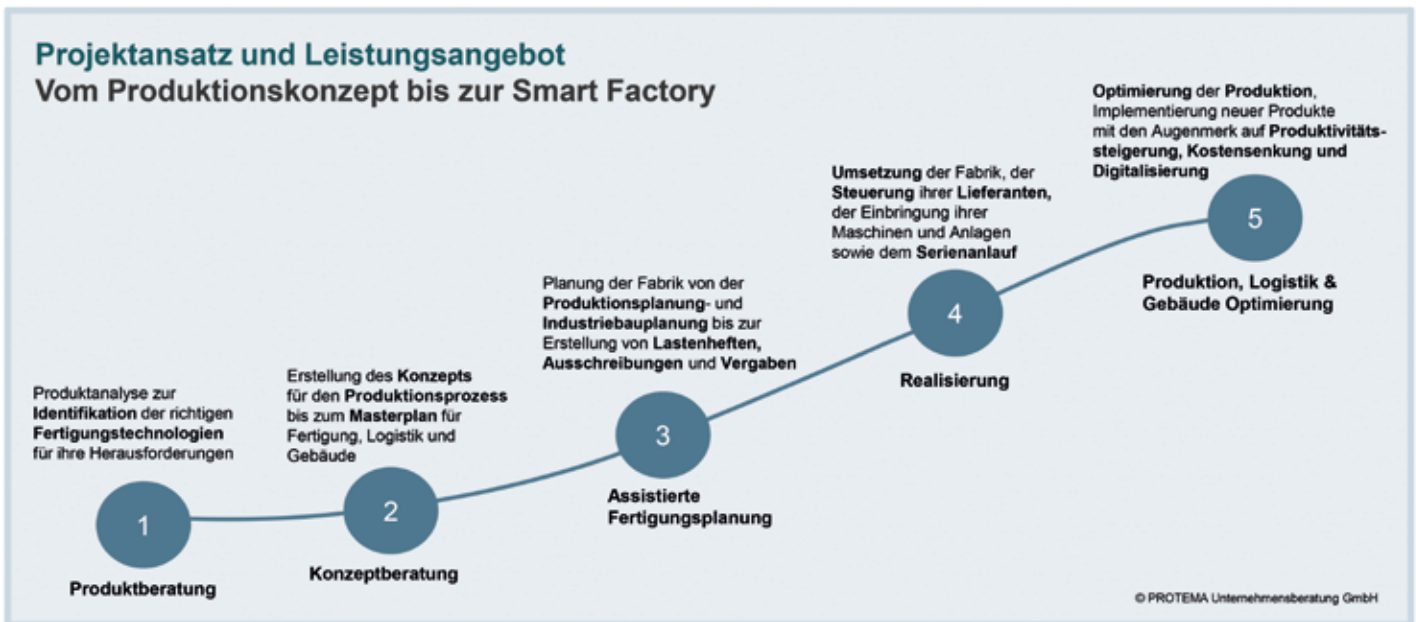 Projektansatz und Leistungsangebot
Vom Produktionskonzept bis zur Smart Factory
Produktanalyse zur
Identifikation der richtigen
Fertigungstechnologien
für ihre Herausforderungen
1
Produktberatung
Erstellung des Konzepts
für den Produktionsprozess
bis zum Masterplan für
Fertigung, Logistik und
Gebäude
2
Konzeptberatung
Planung der Fabrik von der
Produktionsplanung- und
Industriebauplanung bis zur
Erstellung von Lastenheften,
Ausschreibungen und Vergaben
3
Assistierte
Fertigungsplanung
Umsetzung der Fabrik, der
Steuerung ihrer Lieferanten,
der Einbringung ihrer
Maschinen und Anlagen
sowie dem Serienanlauf
4
Realisierung
Optimierung der Produktion,
Implementierung neuer Produkte
mit den Augenmerk auf Produktivitäts-
steigerung, Kostensenkung und
Digitalisierung
5
Produktion, Logistik &
Gebäude Optimierung
© PROTEMA Unternehmensberatung GmbH